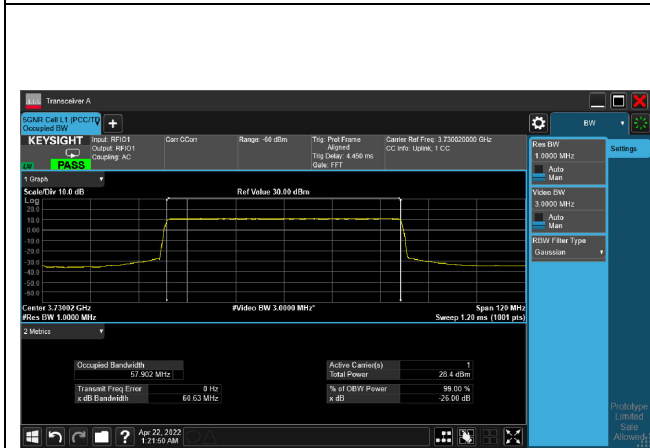 Transceiver A
5GNR Cell L1 (PCC/TD
Occupied BW
BW
KEYSIGHT
PASS
Input: RFIO1
Output: RFIO1
Coupling: AC
Corr CCorr
Range: -60 dBm
Trig: Prot Frame
Aligned
Trig Delay: 4.450 ms
Gate: FFT
Carrier Ref Freq: 3.730020000 GHz
CC Info: Uplink, 1 CC
Res BW
1.0000 MHz
Auto
Man
Video BW
3.0000 MHz
Auto
Man
RBW Filter Type
Gaussian
Settings
1 Graph
Scale/Div 10.0 dB
Ref Value 30.00 dBm
Log
20.0
10.0
0.00
-10.0
-20.0
-30.0
-40.0
-50.0
-60.0
Center 3.73002 GHz
#Video BW 3.0000 MHz*
Span 120 MHz
#Res BW 1.0000 MHz
Sweep 1.20 ms (1001 pts)
2 Metrics
Occupied Bandwidth
57.902 MHz
Active Carrier(s) 1
Total Power 28.4 dBm
Transmit Freq Error 0 Hz
x dB Bandwidth 60.63 MHz
% of OBW Power 99.00 %
x dB -26.00 dB
Prototype
Limited
Sale
Allowed
Apr 22, 2022
1:21:50 AM